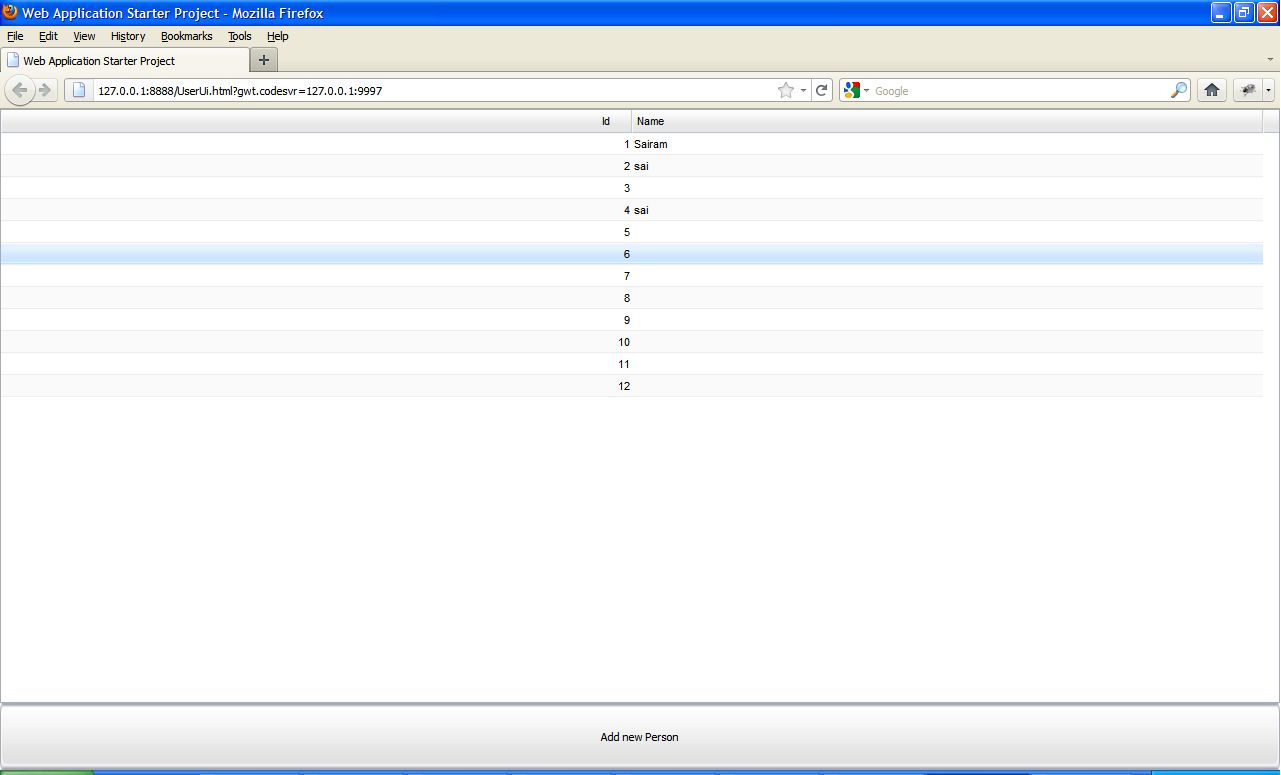 Web Application Starter Project - Mozilla Firefox
File Edit View History Bookmarks Tools Help
Web Application Starter Project
127.0.0.1:8888/UserUi.html?gwt.codesvr=127.0.0.1:9997 Google
Id Name
1 Sairam
2 sai
3
4 sai
5
6
7
8
9
10
11
12
Add new Person